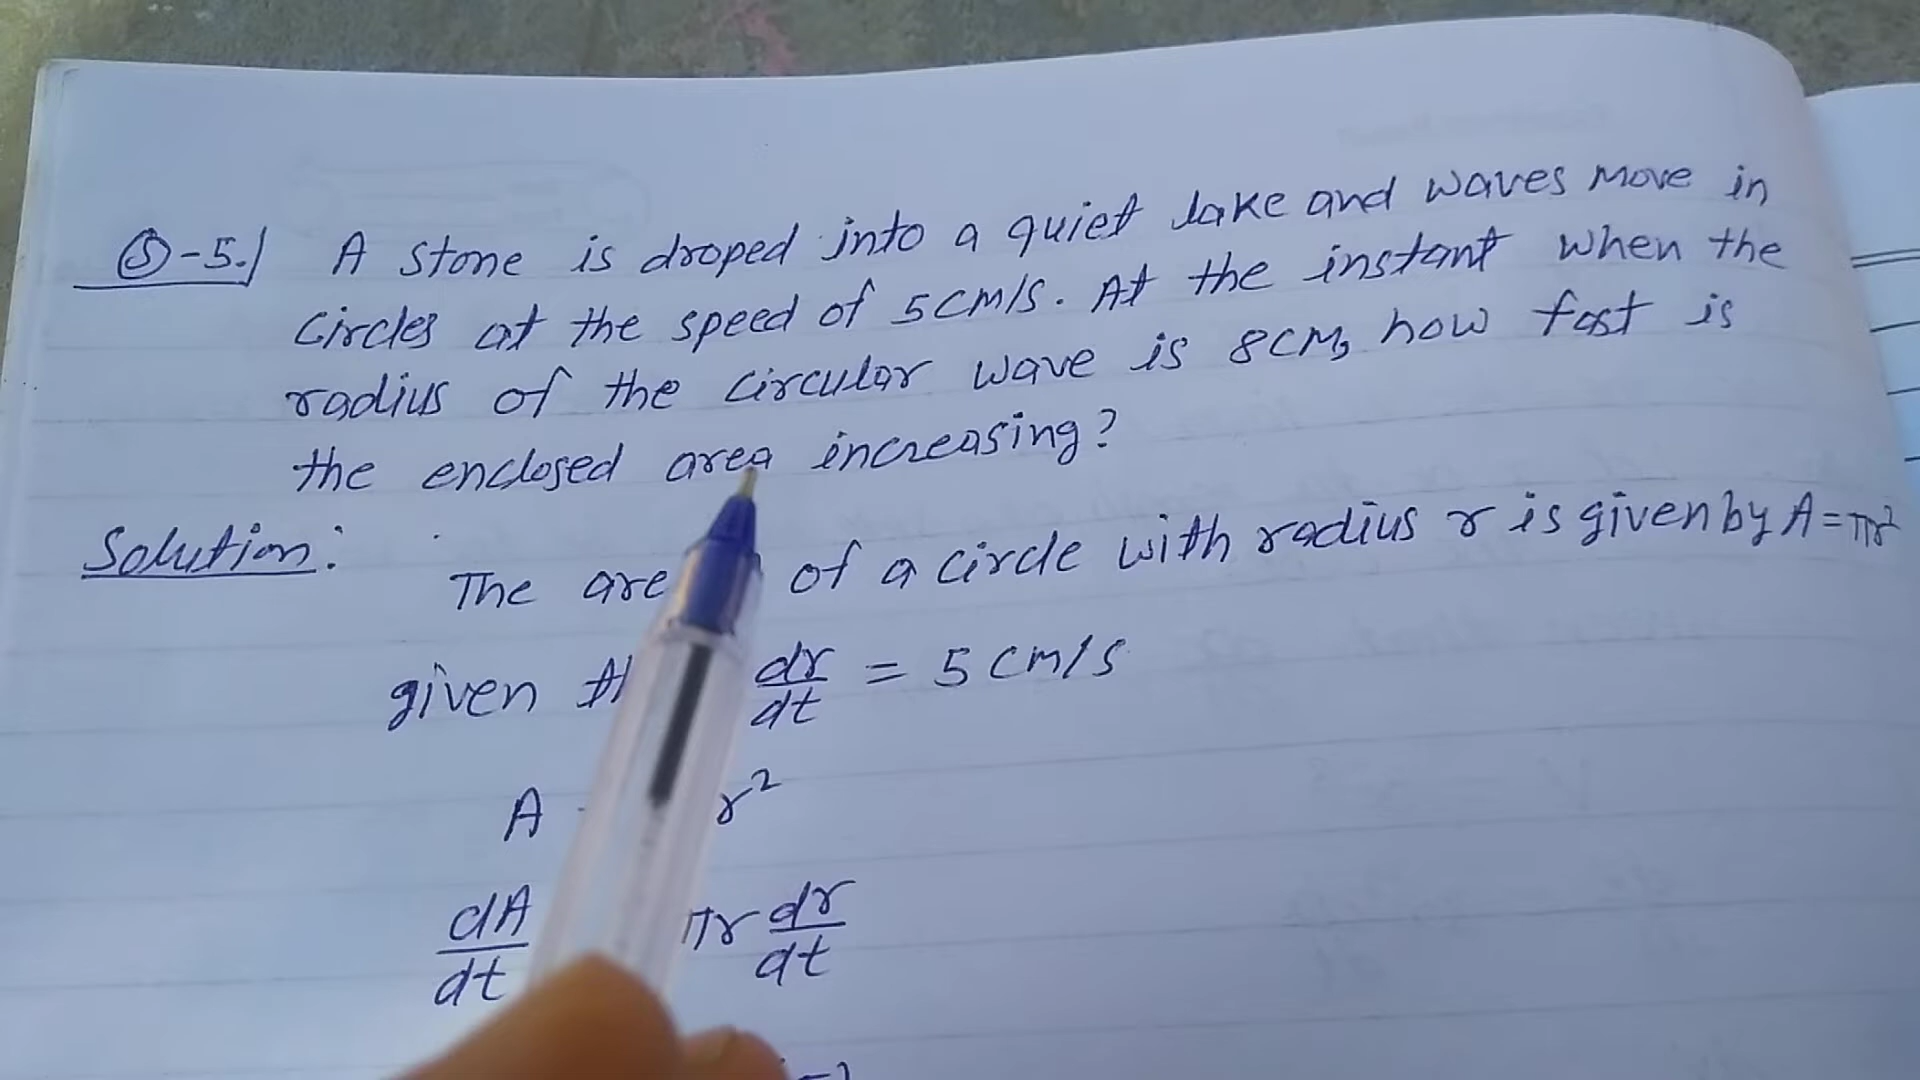 Q-5./ A stone is droped into a quiet lake and waves move in
circles at the speed of 5cm/s. At the instant when the
radius of the circular wave is 8cm, how fast is
the enclosed area increasing?
Solution: The of a circle with radius r is given by A=πr²
given dr/dt = 5cm/s
A r²
dA/dt πr dr/dt